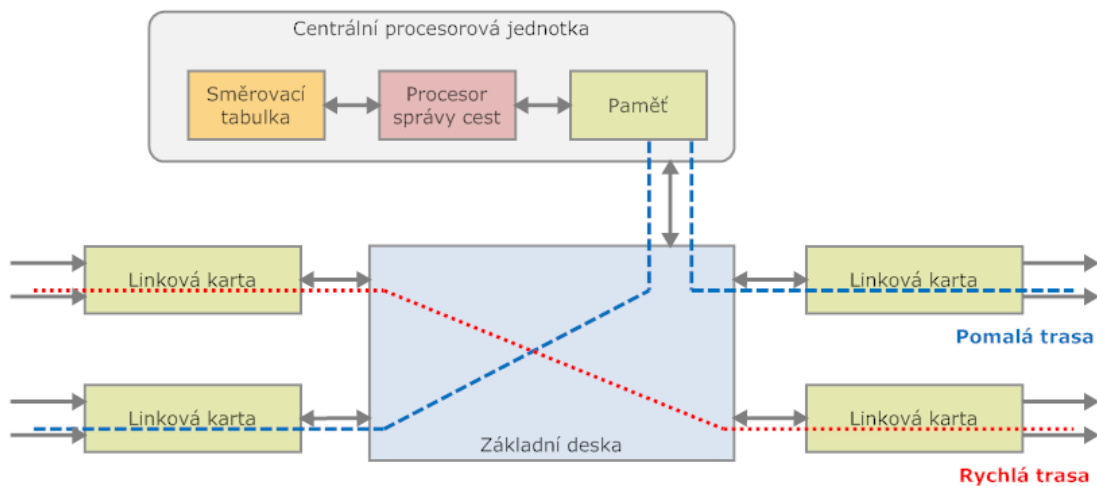 Centrální procesorová jednotka
Směrovací
tabulka
Procesor
správy cest
Paměť
Linková karta
Linková karta
Pomalá trasa
Linková karta
Linková karta
Základní deska
Rychlá trasa